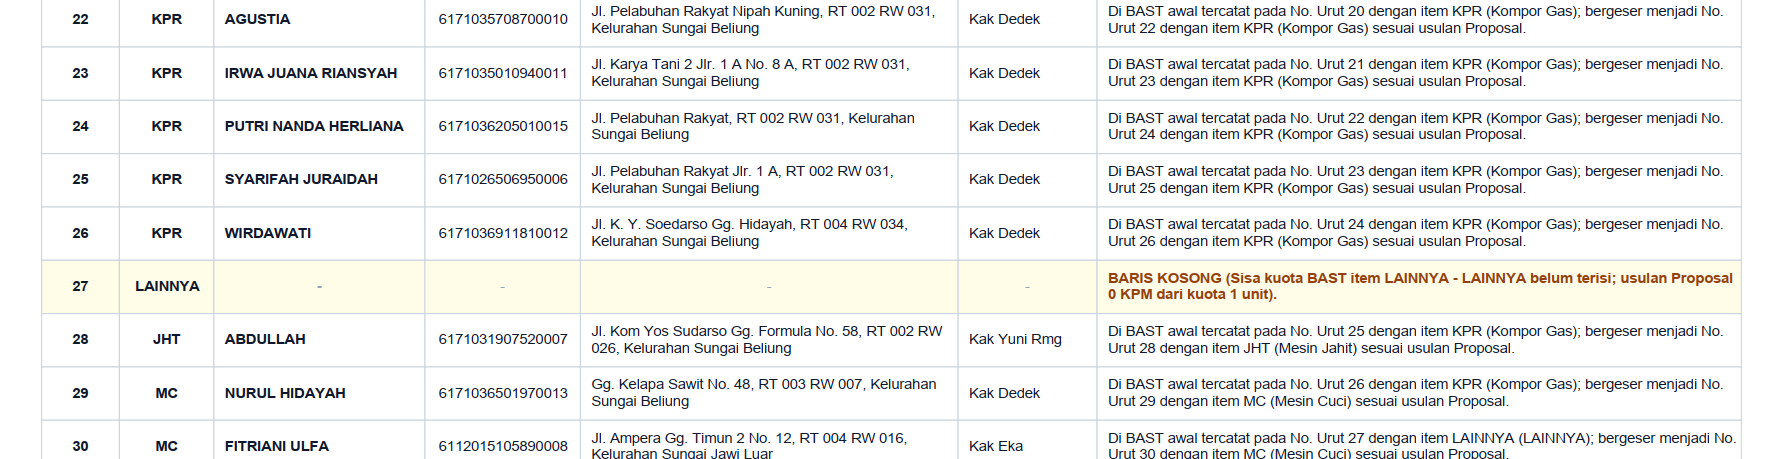 22 KPR AGUSTIA 6171035708700010 Jl. Pelabuhan Rakyat Nipah Kuning, RT 002 RW 031, Kelurahan Sungai Beliung Kak Dedek Di BAST awal tercatat pada No. Urut 20 dengan item KPR (Kompor Gas); bergeser menjadi No. Urut 22 dengan item KPR (Kompor Gas) sesuai usulan Proposal.
23 KPR IRWA JUANA RIANSYAH 6171035010940011 Jl. Karya Tani 2 Jlr. 1 A No. 8 A, RT 002 RW 031, Kelurahan Sungai Beliung Kak Dedek Di BAST awal tercatat pada No. Urut 21 dengan item KPR (Kompor Gas); bergeser menjadi No. Urut 23 dengan item KPR (Kompor Gas) sesuai usulan Proposal.
24 KPR PUTRI NANDA HERLIANA 6171036205010015 Jl. Pelabuhan Rakyat, RT 002 RW 031, Kelurahan Sungai Beliung Kak Dedek Di BAST awal tercatat pada No. Urut 22 dengan item KPR (Kompor Gas); bergeser menjadi No. Urut 24 dengan item KPR (Kompor Gas) sesuai usulan Proposal.
25 KPR SYARIFAH JURAIDAH 6171026506950006 Jl. Pelabuhan Rakyat Jlr. 1 A, RT 002 RW 031, Kelurahan Sungai Beliung Kak Dedek Di BAST awal tercatat pada No. Urut 23 dengan item KPR (Kompor Gas); bergeser menjadi No. Urut 25 dengan item KPR (Kompor Gas) sesuai usulan Proposal.
26 KPR WIRDAWATI 6171036911810012 Jl. K. Y. Soedarso Gg. Hidayah, RT 004 RW 034, Kelurahan Sungai Beliung Kak Dedek Di BAST awal tercatat pada No. Urut 24 dengan item KPR (Kompor Gas); bergeser menjadi No. Urut 26 dengan item KPR (Kompor Gas) sesuai usulan Proposal.
27 LAINNYA - - - - BARIS KOSONG (Sisa kuota BAST item LAINNYA - LAINNYA belum terisi; usulan Proposal 0 KPM dari kuota 1 unit).
28 JHT ABDULLAH 6171031907520007 Jl. Kom Yos Sudarso Gg. Formula No. 58, RT 002 RW 026, Kelurahan Sungai Beliung Kak Yuni Rmg Di BAST awal tercatat pada No. Urut 25 dengan item KPR (Kompor Gas); bergeser menjadi No. Urut 28 dengan item JHT (Mesin Jahit) sesuai usulan Proposal.
29 MC NURUL HIDAYAH 6171036501970013 Gg. Kelapa Sawit No. 48, RT 003 RW 007, Kelurahan Sungai Beliung Kak Dedek Di BAST awal tercatat pada No. Urut 26 dengan item KPR (Kompor Gas); bergeser menjadi No. Urut 29 dengan item MC (Mesin Cuci) sesuai usulan Proposal.
30 MC FITRIANI ULFA 6112015105890008 Jl. Ampera Gg. Timun 2 No. 12, RT 004 RW 016, Kelurahan Sungai Jawi Luar Kak Eka Di BAST awal tercatat pada No. Urut 27 dengan item LAINNYA (LAINNYA); bergeser menjadi No. Urut 30 dengan item MC (Mesin Cuci) sesuai usulan Proposal.